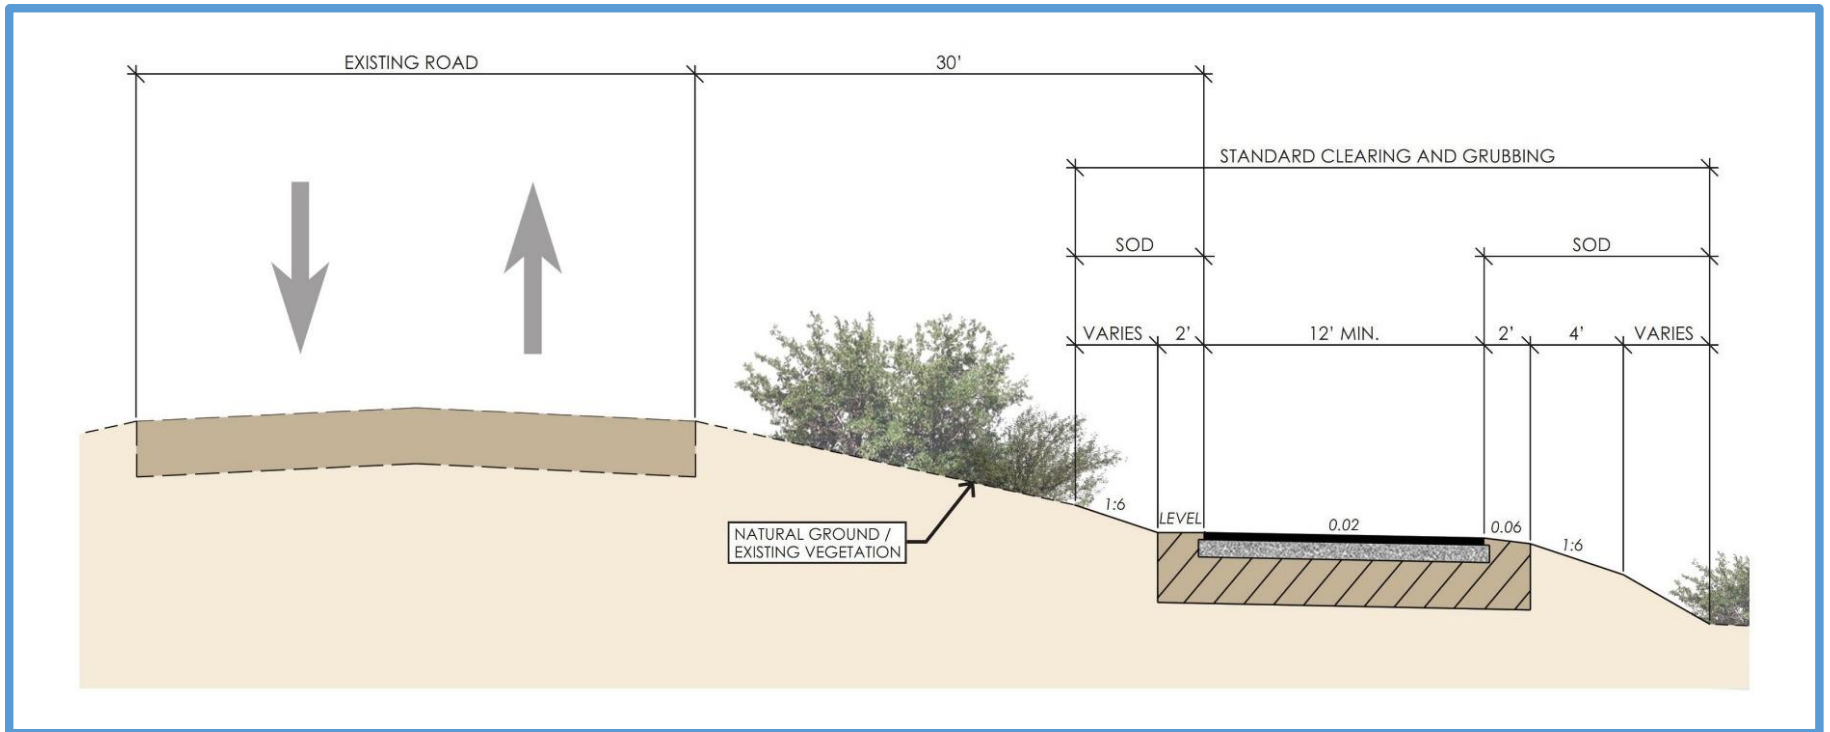 EXISTING ROAD
30'
STANDARD CLEARING AND GRUBBING
SOD
SOD
VARIES
2'
12' MIN.
2'
4'
VARIES
1:6
LEVEL
0.02
0.06
1:6
NATURAL GROUND /
EXISTING VEGETATION